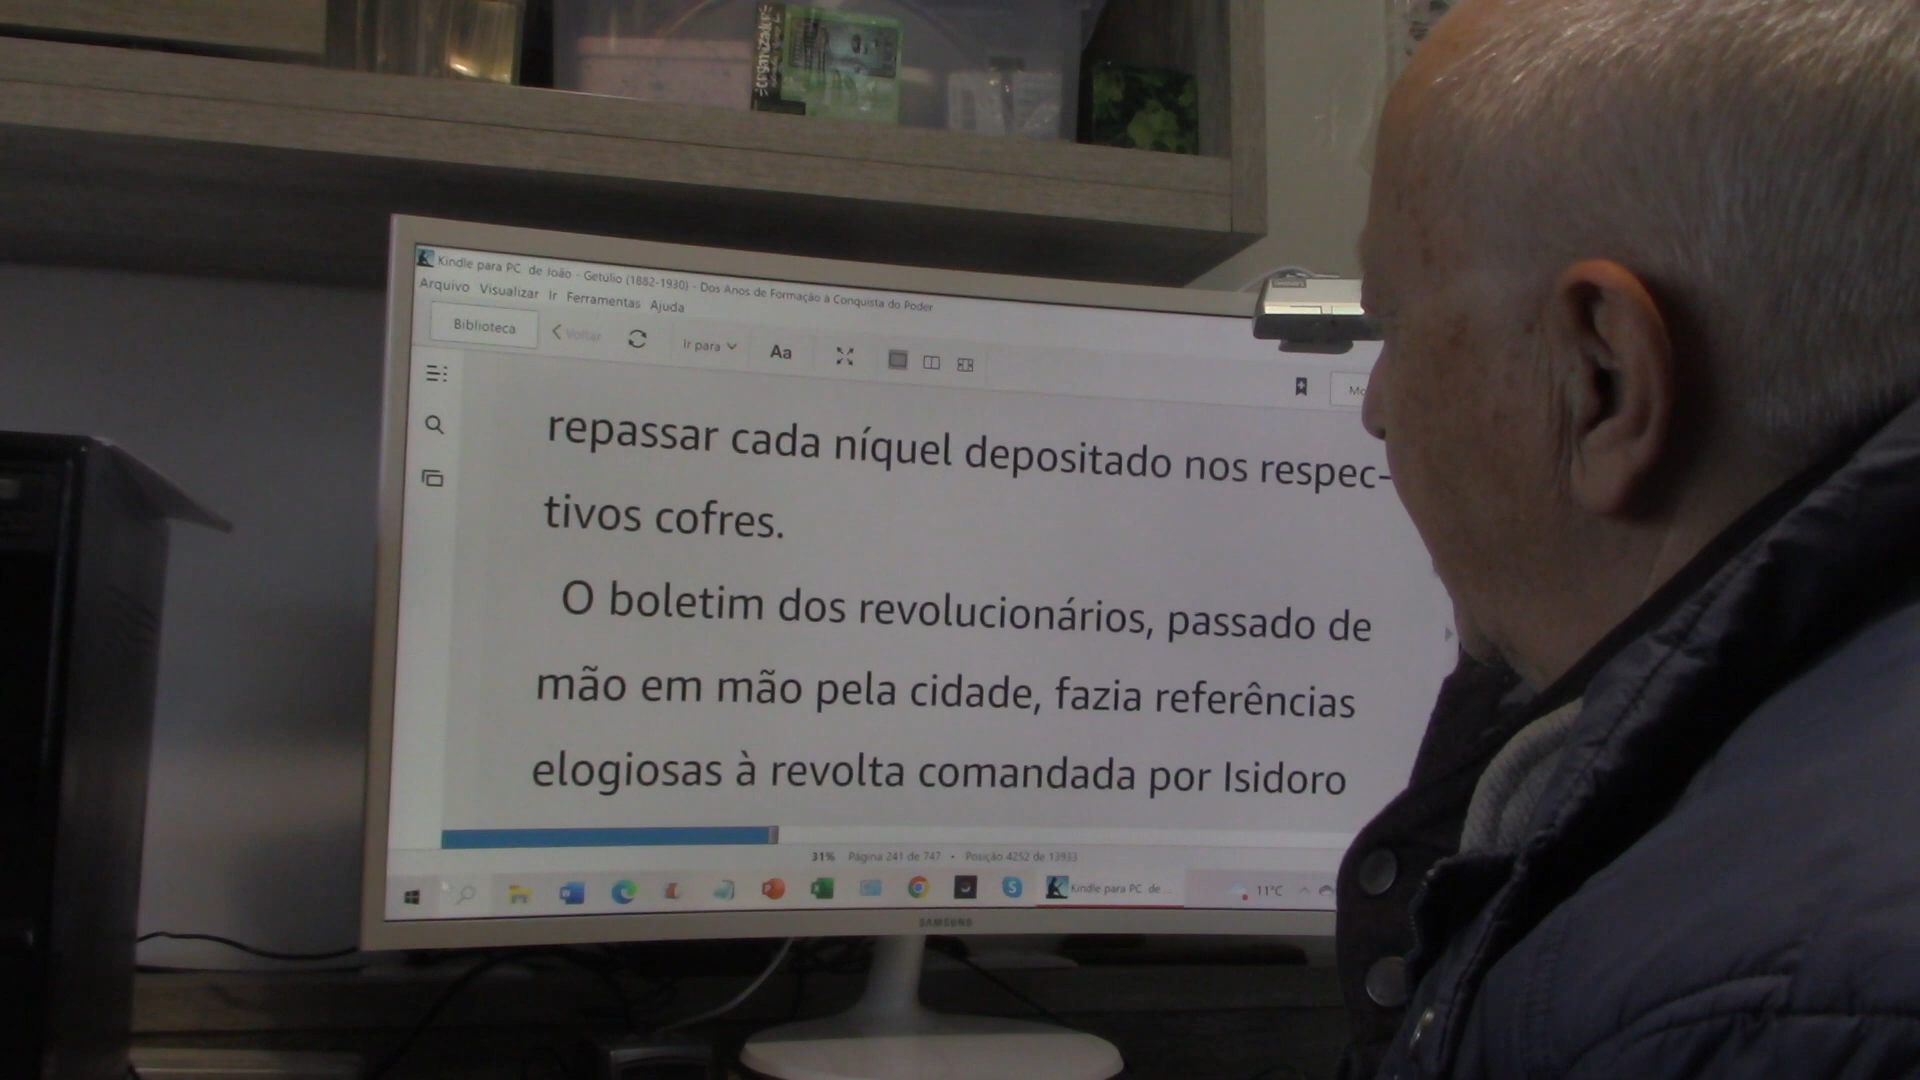 organizador
Kindle para PC de João - Getúlio (1882-1930) - Dos Anos de Formação à Conquista do Poder
Arquivo Visualizar Ir Ferramentas Ajuda
Biblioteca Voltar Ir para Aa
repassar cada níquel depositado nos respec-
tivos cofres.
O boletim dos revolucionários, passado de
mão em mão pela cidade, fazia referências
elogiosas à revolta comandada por Isidoro
31% Página 241 de 747 • Posição 4252 de 13933
Kindle para PC de ... 11°C
SAMSUNG